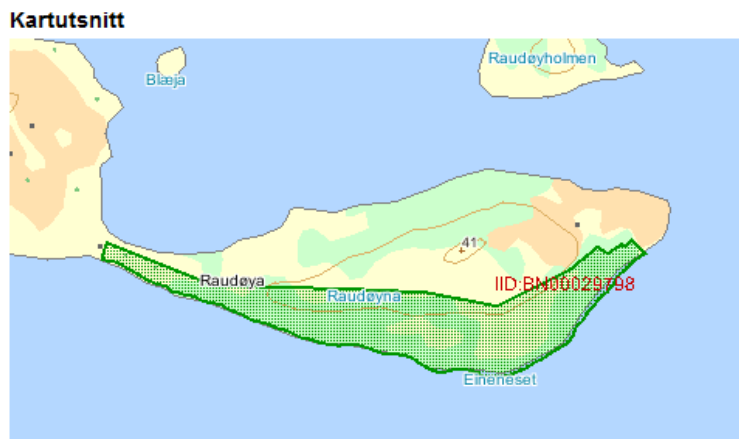 Kartutsnitt
Raudøyholmen
Blæja
41
Raudøya
IID:BN00029798
Raudøyna
Eineneset